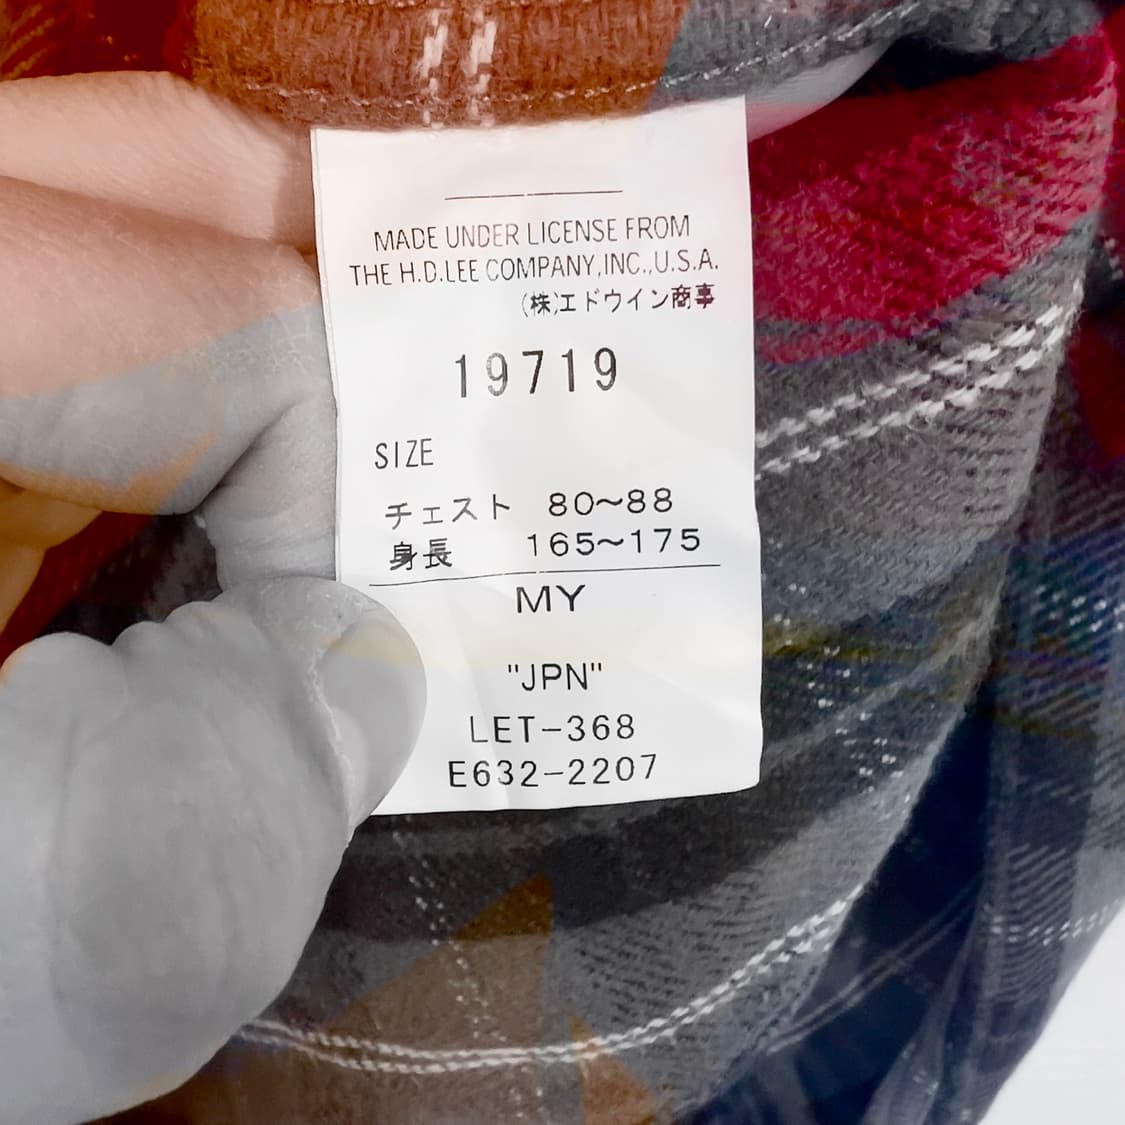 MADE UNDER LICENSE FROM
THE H.D.LEE COMPANY,INC.,U.S.A.
(株)エドウイン商事
19719
SIZE
チェスト 80〜88
身長 165〜175
MY
"JPN"
LET-368
E632-2207